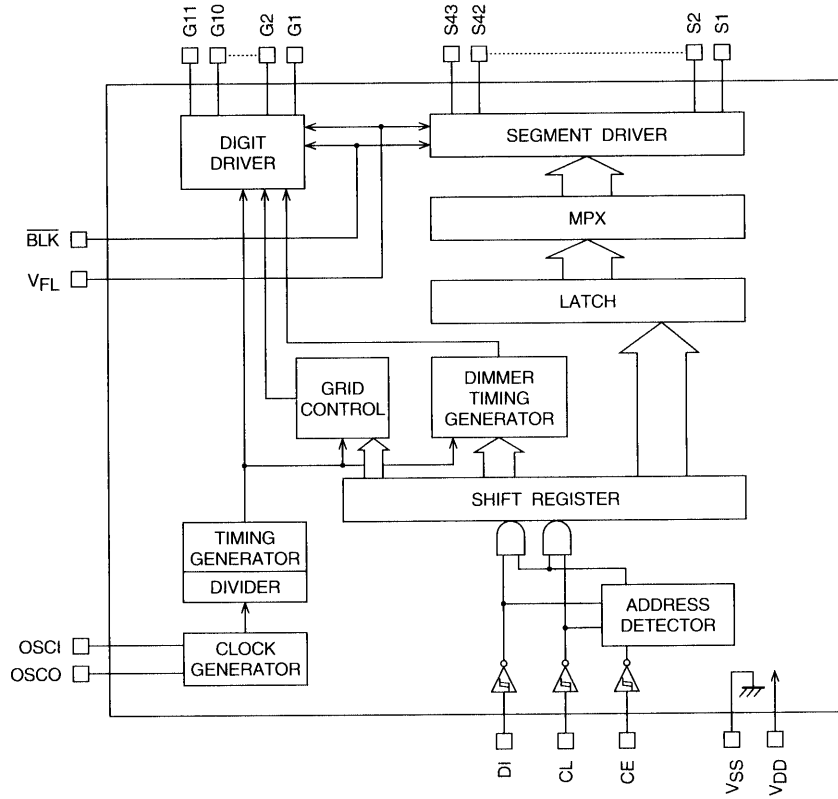 G11
G10
G2
G1
S43
S42
S2
S1
DIGIT
DRIVER
SEGMENT DRIVER
MPX
BLK
VFL
LATCH
GRID
CONTROL
DIMMER
TIMING
GENERATOR
SHIFT REGISTER
TIMING
GENERATOR
DIVIDER
ADDRESS
DETECTOR
OSCI
OSCO
CLOCK
GENERATOR
DI
CL
CE
VSS
VDD